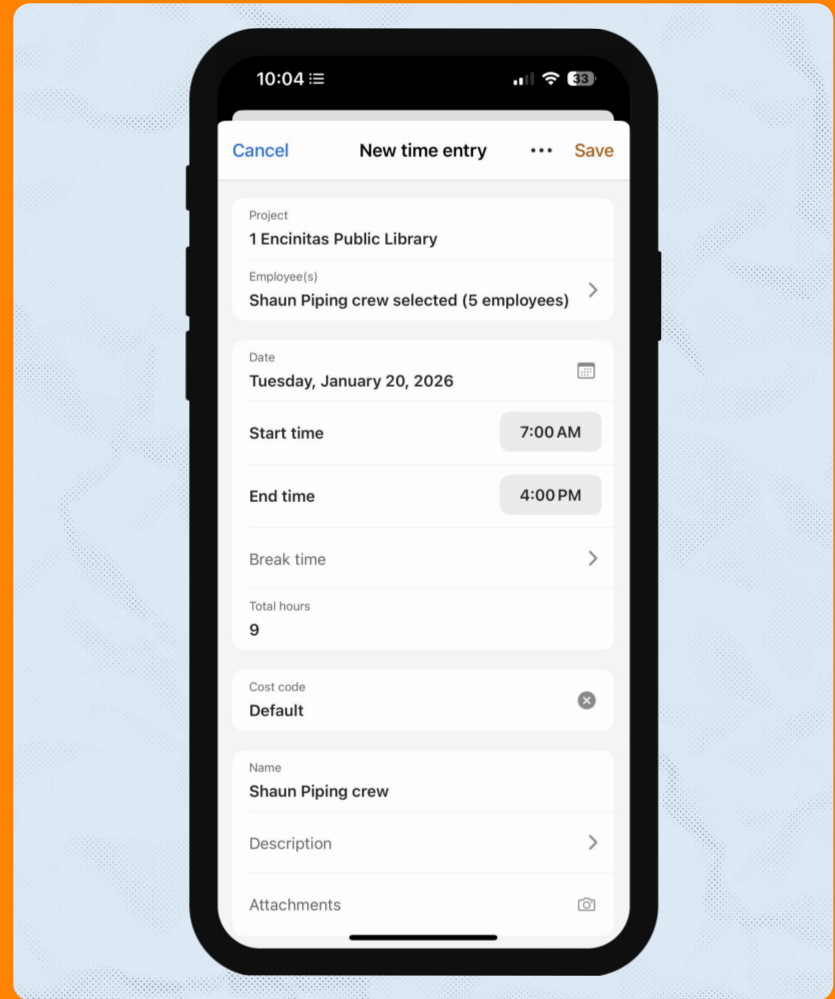 10:04
33
Cancel
New time entry
Save
Project
1 Encinitas Public Library
Employee(s)
Shaun Piping crew selected (5 employees)
Date
Tuesday, January 20, 2026
Start time
7:00 AM
End time
4:00 PM
Break time
Total hours
9
Cost code
Default
Name
Shaun Piping crew
Description
Attachments